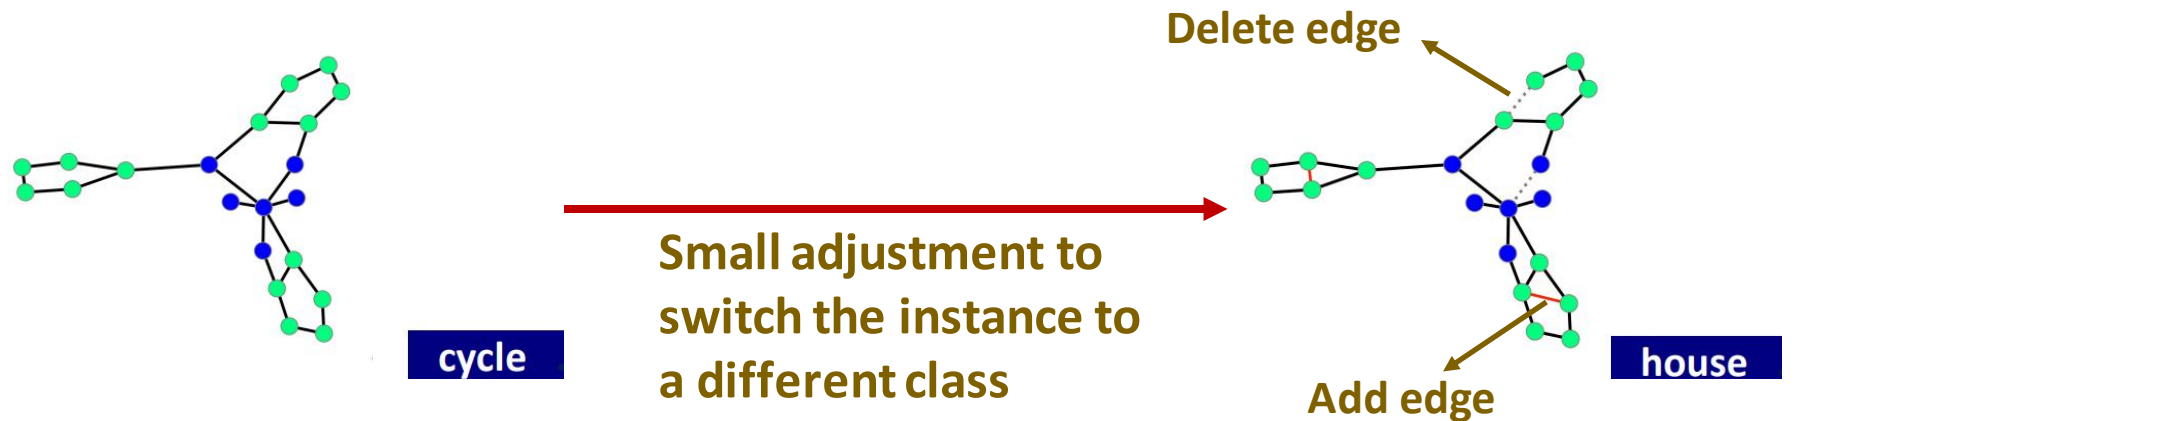 Delete edge
Small adjustment to
switch the instance to
a different class
cycle
house
Add edge